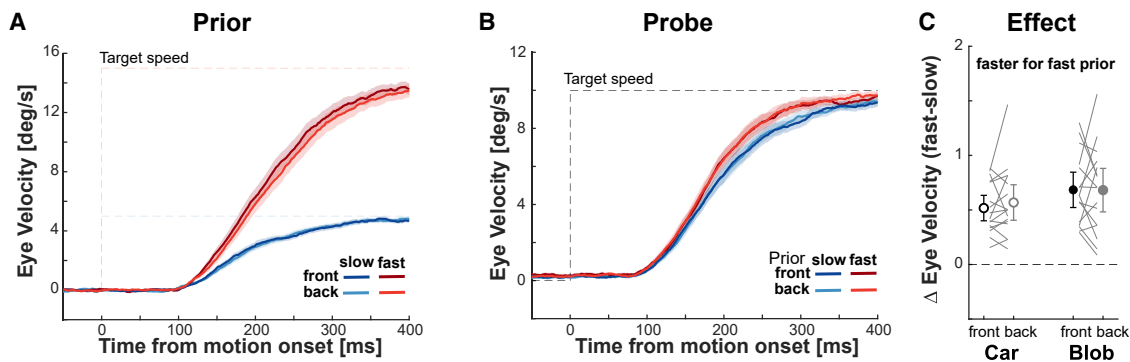 A
Prior
Eye Velocity [deg/s]
16
12
8
4
0
Target speed
slow fast
front
back
0
100
200
300
400
Time from motion onset [ms]
B
Probe
Eye Velocity [deg/s]
12
8
4
0
Target speed
Prior slow fast
front
back
0
100
200
300
400
Time from motion onset [ms]
C
Effect
Δ Eye Velocity (fast-slow)
2
1
0
faster for fast prior
front back
front back
Car
Blob